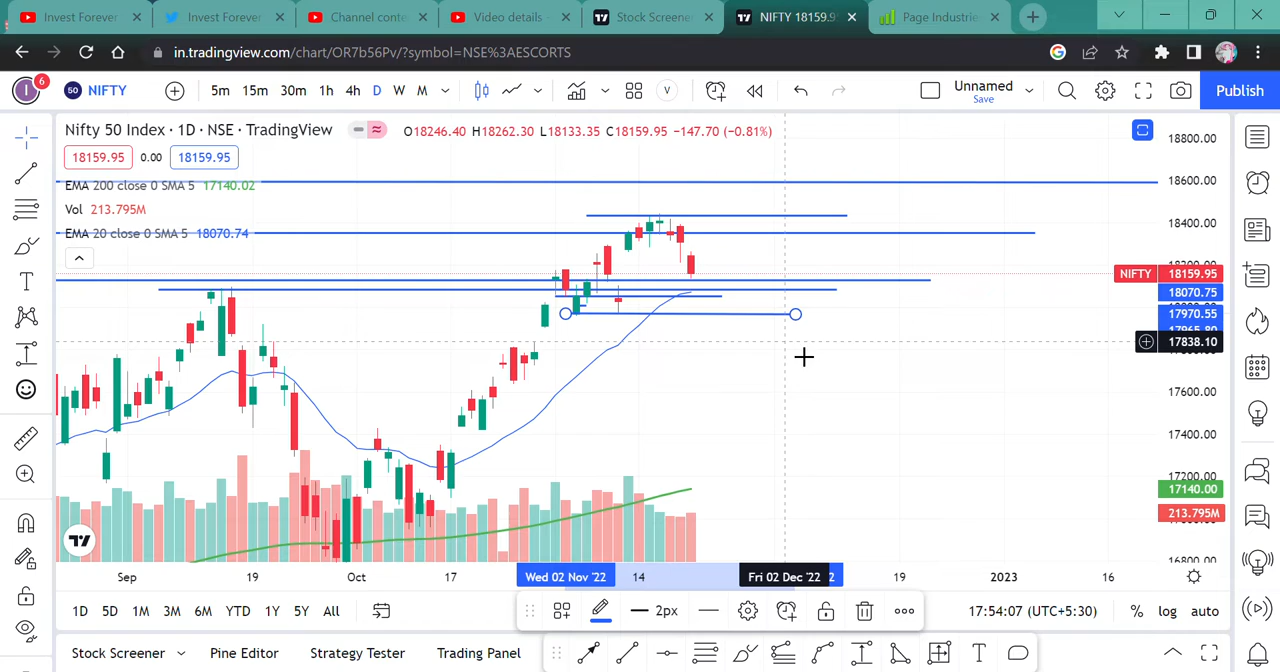 Invest Forever
Invest Forever
Channel conte
Video details -
Stock Screener
NIFTY 18159.9
Page Industrie
in.tradingview.com/chart/OR7b56Pv/?symbol=NSE%3AESCORTS
I 6
50 NIFTY
5m 15m 30m 1h 4h D W M
V
Unnamed
Save
Publish
Nifty 50 Index · 1D · NSE · TradingView
O18246.40 H18262.30 L18133.35 C18159.95 −147.70 (−0.81%)
18159.95 0.00 18159.95
EMA 200 close 0 SMA 5 17140.02
Vol 213.795M
EMA 20 close 0 SMA 5 18070.74
18800.00
18600.00
18400.00
NIFTY 18159.95
18070.75
17970.55
17838.10
17600.00
17400.00
17200.00
17140.00
213.795M
16800.00
Sep 19 Oct 17 Wed 02 Nov '22 14 Fri 02 Dec '22 2 19 2023 16
1D 5D 1M 3M 6M YTD 1Y 5Y All
2px
17:54:07 (UTC+5:30)
% log auto
Stock Screener Pine Editor Strategy Tester Trading Panel